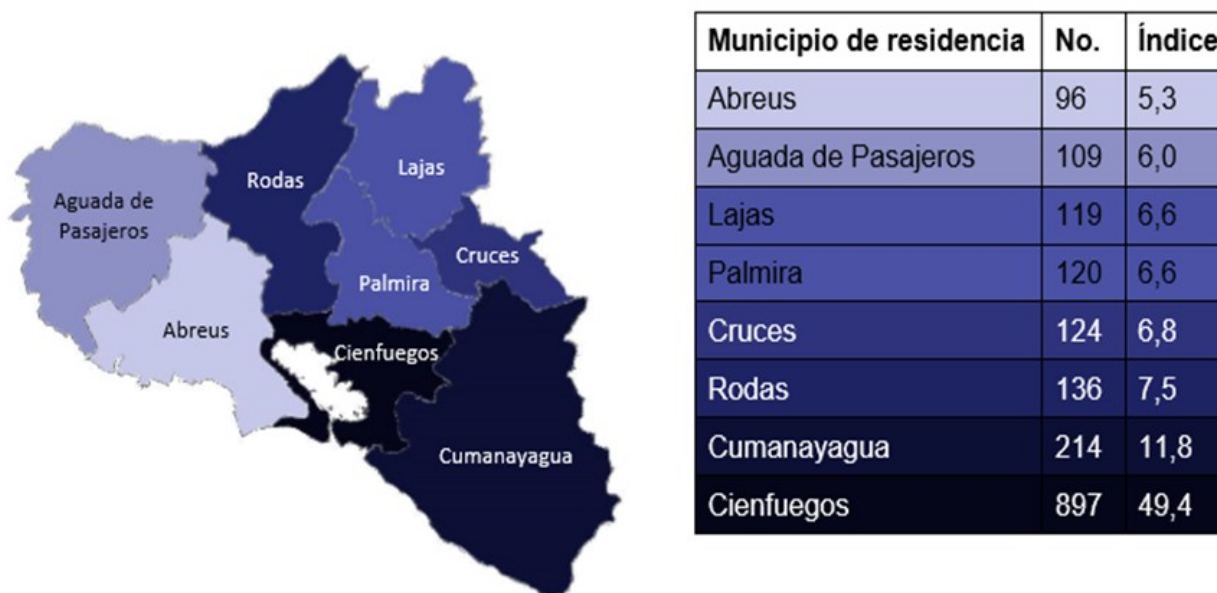 Rodas
Lajas
Aguada de
Pasajeros
Cruces
Palmira
Abreus
Cienfuegos
Cumanayagua
Municipio de residencia No. Índice
Abreus 96 5,3
Aguada de Pasajeros 109 6,0
Lajas 119 6,6
Palmira 120 6,6
Cruces 124 6,8
Rodas 136 7,5
Cumanayagua 214 11,8
Cienfuegos 897 49,4